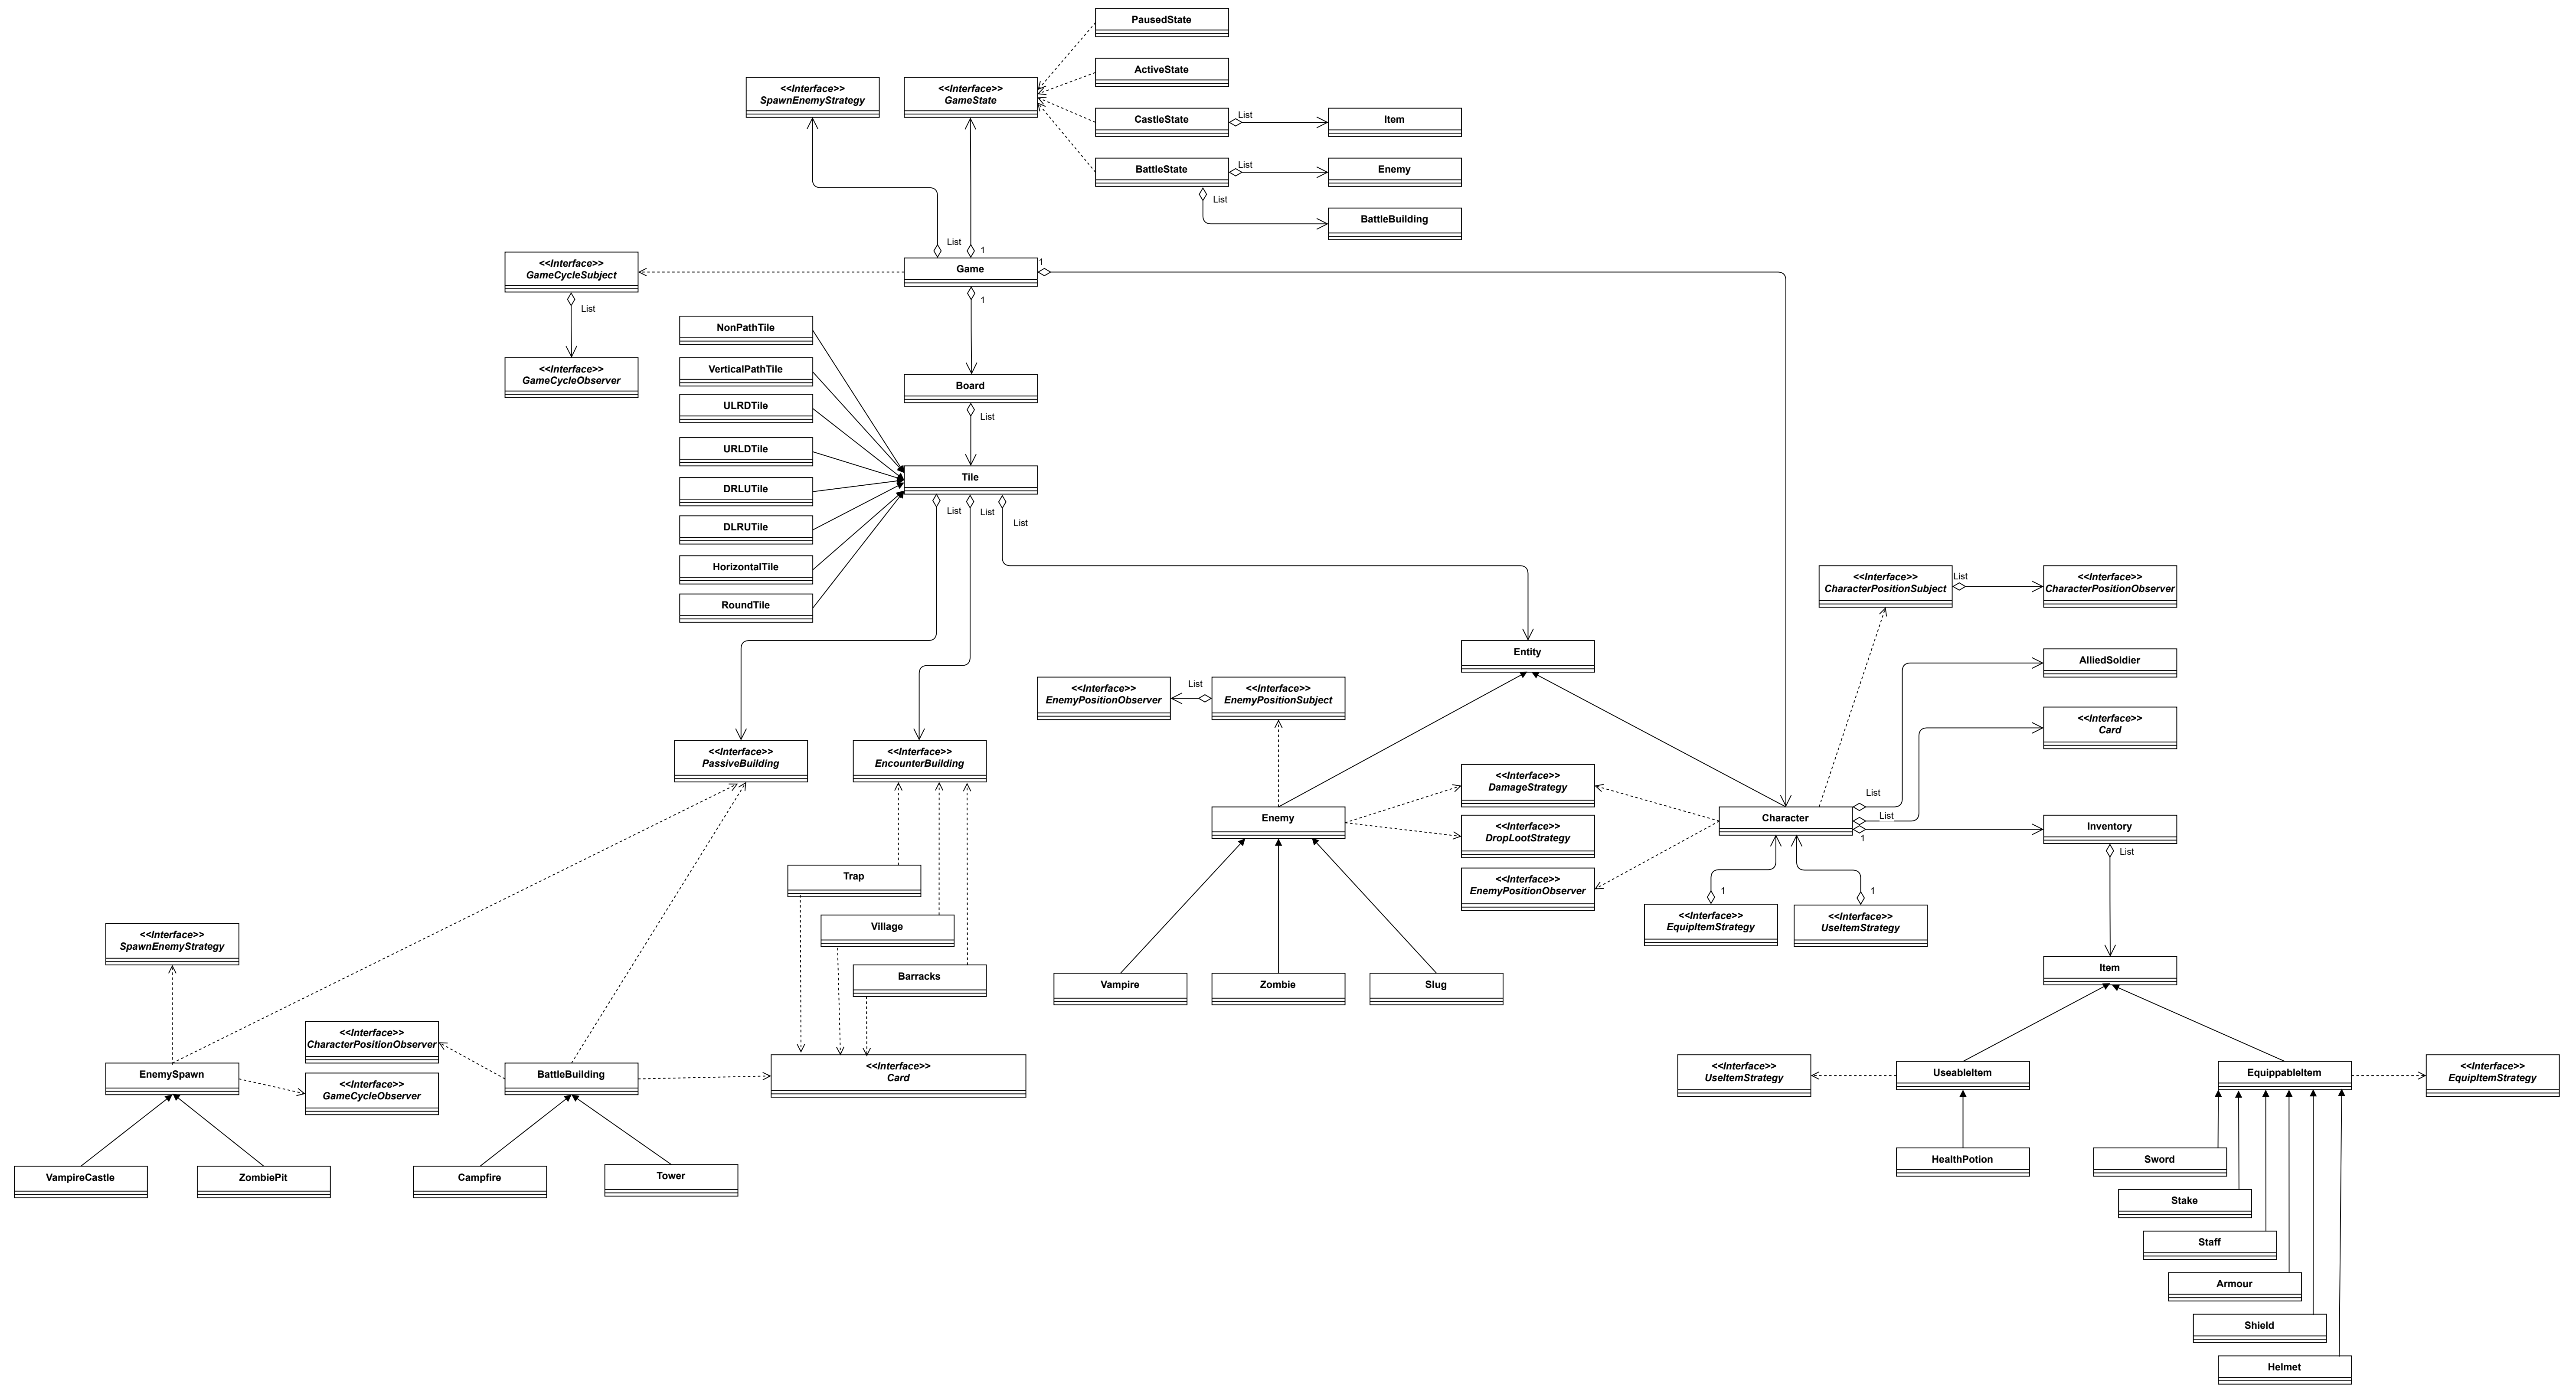 PausedState
ActiveState
<<Interface>>
SpawnEnemyStrategy
<<Interface>>
GameState
CastleState
List
Item
BattleState
List
Enemy
List
BattleBuilding
List
1
<<Interface>>
GameCycleSubject
Game
1
1
List
<<Interface>>
GameCycleObserver
NonPathTile
VerticalPathTile
ULRDTile
URLDTile
DRLUTile
DLRUTile
HorizontalTile
RoundTile
Board
List
Tile
List
List
List
<<Interface>>
CharacterPositionSubject
List
<<Interface>>
CharacterPositionObserver
Entity
AlliedSoldier
<<Interface>>
EnemyPositionObserver
List
<<Interface>>
EnemyPositionSubject
<<Interface>>
Card
<<Interface>>
PassiveBuilding
<<Interface>>
EncounterBuilding
<<Interface>>
DamageStrategy
Enemy
<<Interface>>
DropLootStrategy
<<Interface>>
EnemyPositionObserver
Character
List
List
1
Inventory
List
Trap
Village
Barracks
1
<<Interface>>
EquipItemStrategy
1
<<Interface>>
UseItemStrategy
<<Interface>>
SpawnEnemyStrategy
Vampire
Zombie
Slug
Item
<<Interface>>
CharacterPositionObserver
EnemySpawn
<<Interface>>
GameCycleObserver
BattleBuilding
<<Interface>>
Card
<<Interface>>
UseItemStrategy
UseableItem
EquippableItem
<<Interface>>
EquipItemStrategy
VampireCastle
ZombiePit
Campfire
Tower
HealthPotion
Sword
Stake
Staff
Armour
Shield
Helmet